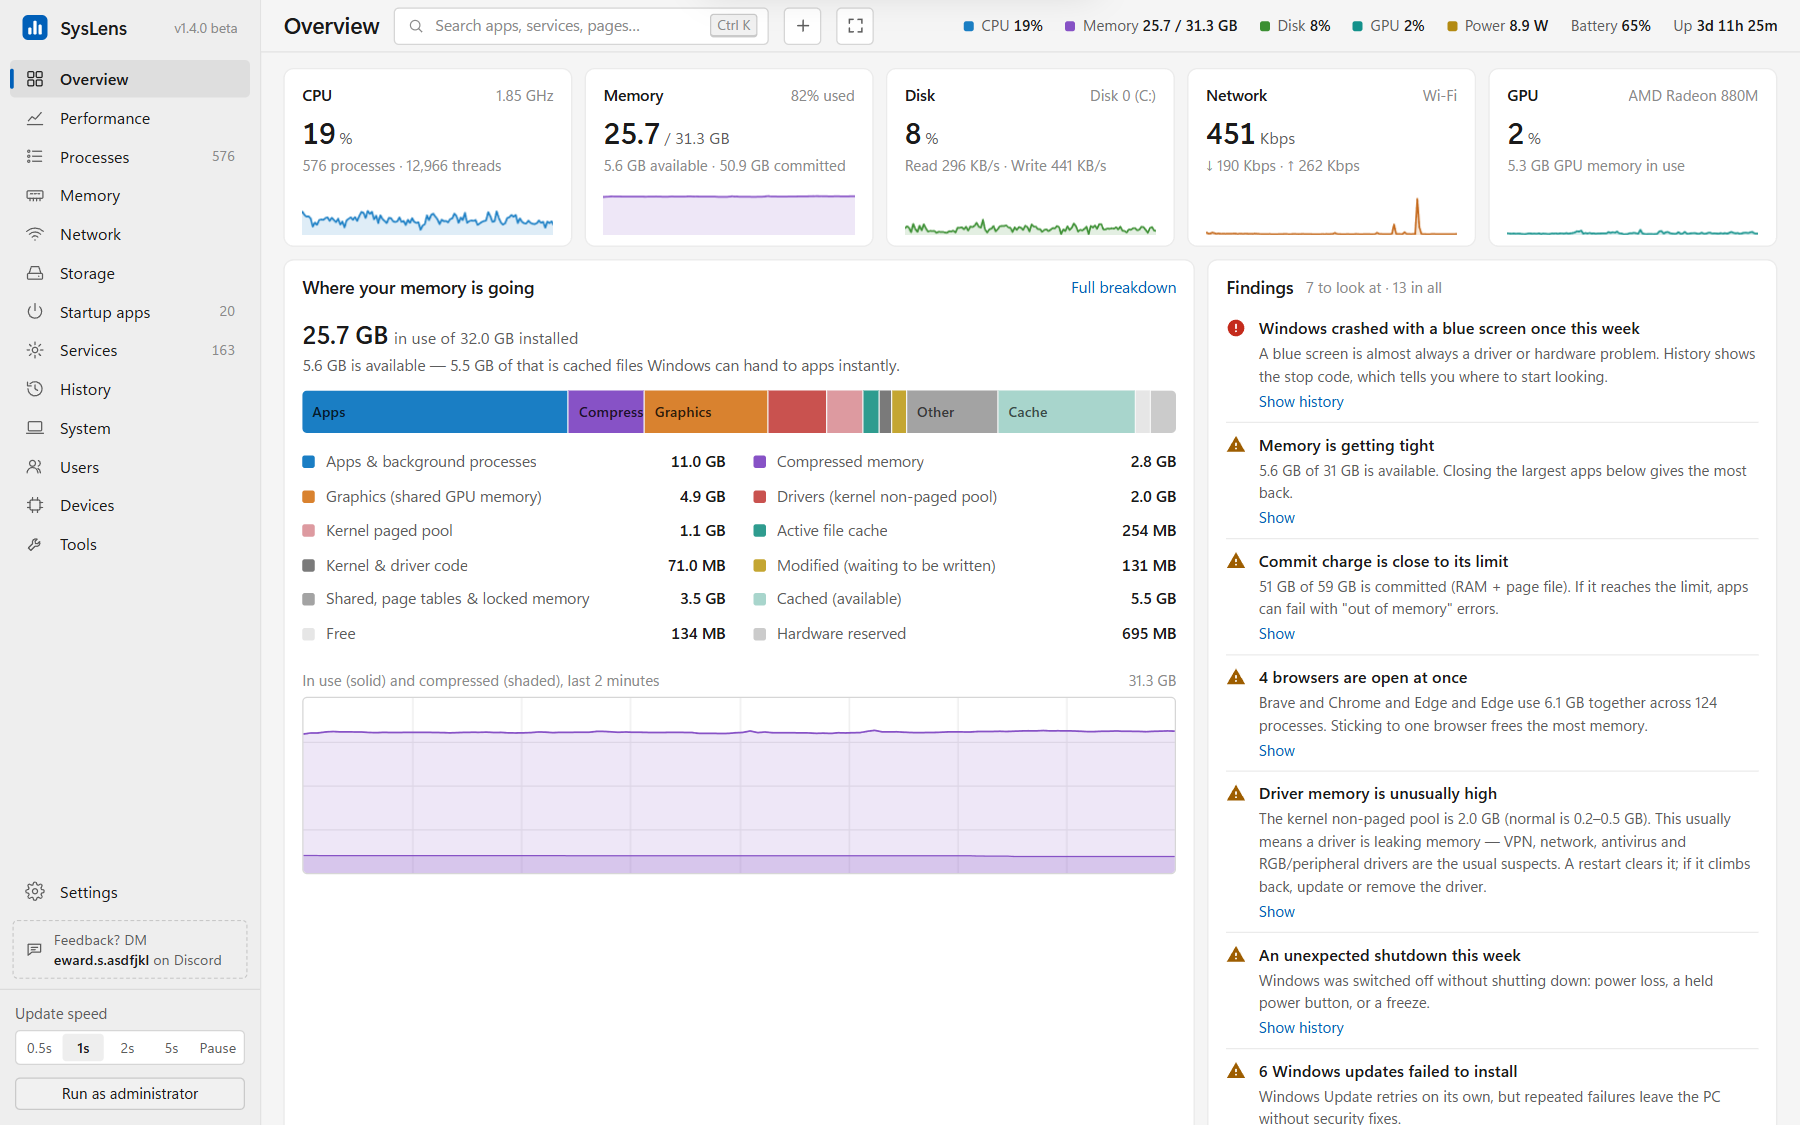 SysLens v1.4.0 beta
Overview
Performance
Processes 576
Memory
Network
Storage
Startup apps 20
Services 163
History
System
Users
Devices
Tools
Settings
Feedback? DM
eward.s.asdfjkl on Discord
Update speed
0.5s 1s 2s 5s Pause
Run as administrator
Overview
Search apps, services, pages... Ctrl K
CPU 19% Memory 25.7 / 31.3 GB Disk 8% GPU 2% Power 8.9 W Battery 65% Up 3d 11h 25m
CPU 1.85 GHz
19 %
576 processes · 12,966 threads
Memory 82% used
25.7 / 31.3 GB
5.6 GB available · 50.9 GB committed
Disk Disk 0 (C:)
8 %
Read 296 KB/s · Write 441 KB/s
Network Wi-Fi
451 Kbps
↓ 190 Kbps · ↑ 262 Kbps
GPU AMD Radeon 880M
2 %
5.3 GB GPU memory in use
Where your memory is going Full breakdown
25.7 GB in use of 32.0 GB installed
5.6 GB is available — 5.5 GB of that is cached files Windows can hand to apps instantly.
Apps Compress Graphics Other Cache
Apps & background processes 11.0 GB Compressed memory 2.8 GB
Graphics (shared GPU memory) 4.9 GB Drivers (kernel non-paged pool) 2.0 GB
Kernel paged pool 1.1 GB Active file cache 254 MB
Kernel & driver code 71.0 MB Modified (waiting to be written) 131 MB
Shared, page tables & locked memory 3.5 GB Cached (available) 5.5 GB
Free 134 MB Hardware reserved 695 MB
In use (solid) and compressed (shaded), last 2 minutes 31.3 GB
Findings 7 to look at · 13 in all
Windows crashed with a blue screen once this week
A blue screen is almost always a driver or hardware problem. History shows
the stop code, which tells you where to start looking.
Show history
Memory is getting tight
5.6 GB of 31 GB is available. Closing the largest apps below gives the most
back.
Show
Commit charge is close to its limit
51 GB of 59 GB is committed (RAM + page file). If it reaches the limit, apps
can fail with "out of memory" errors.
Show
4 browsers are open at once
Brave and Chrome and Edge and Edge use 6.1 GB together across 124
processes. Sticking to one browser frees the most memory.
Show
Driver memory is unusually high
The kernel non-paged pool is 2.0 GB (normal is 0.2–0.5 GB). This usually
means a driver is leaking memory — VPN, network, antivirus and
RGB/peripheral drivers are the usual suspects. A restart clears it; if it climbs
back, update or remove the driver.
Show
An unexpected shutdown this week
Windows was switched off without shutting down: power loss, a held
power button, or a freeze.
Show history
6 Windows updates failed to install
Windows Update retries on its own, but repeated failures leave the PC
without security fixes.